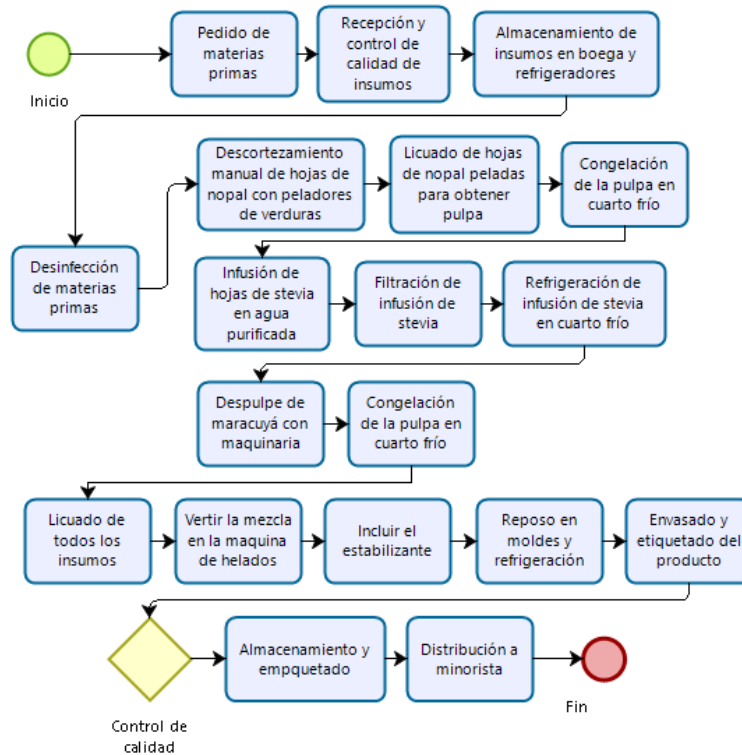 Pedido de
materias
primas
Recepción y
control de
calidad de
insumos
Almacenamiento de
insumos en boega y
refrigeradores
Inicio
Descortezamiento
manual de hojas de
nopal con peladores
de verduras
Licuado de hojas
de nopal peladas
para obtener
pulpa
Congelación
de la pulpa en
cuarto frío
Desinfección
de materias
primas
Infusión de
hojas de stevia
en agua
purificada
Filtración de
infusión de
stevia
Refrigeración de
infusión de stevia
en cuarto frío
Despulpe de
maracuyá con
maquinaria
Congelación
de la pulpa en
cuarto frío
Licuado de
todos los
insumos
Vertir la mezcla
en la maquina
de helados
Incluir el
estabilizante
Reposo en
moldes y
refrigeración
Envasado y
etiquetado del
producto
Control de
calidad
Almacenamiento y
empquetado
Distribución a
minorista
Fin